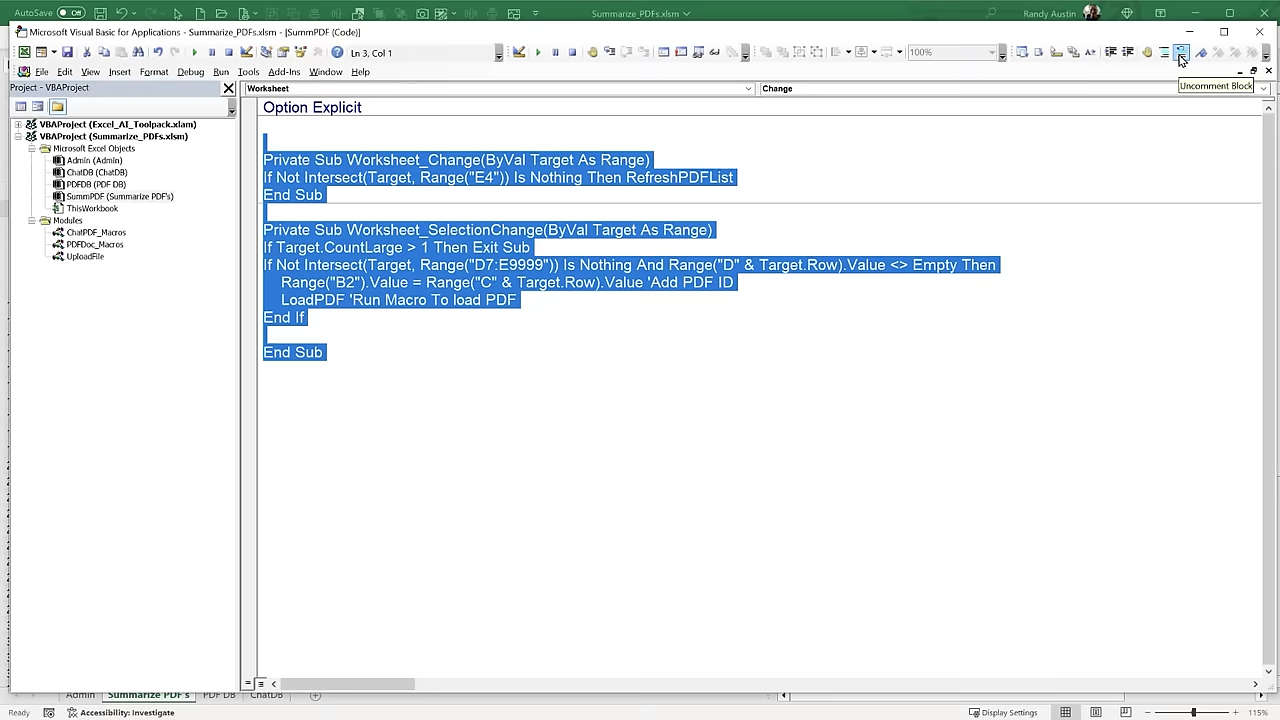 AutoSave Off
Summarize_PDFs.xlsm
Randy Austin
Microsoft Visual Basic for Applications - Summarize_PDFs.xlsm - [SummPDF (Code)]
Ln 3, Col 1
100%
File Edit View Insert Format Debug Run Tools Add-Ins Window Help
Uncomment Block
Project - VBAProject
Worksheet
Change
VBAProject (Excel_AI_Toolpack.xlam)
VBAProject (Summarize_PDFs.xlsm)
Microsoft Excel Objects
Admin (Admin)
ChatDB (ChatDB)
PDFDB (PDF DB)
SummPDF (Summarize PDF's)
ThisWorkbook
Modules
ChatPDF_Macros
PDFDoc_Macros
UploadFile
Option Explicit
Private Sub Worksheet_Change(ByVal Target As Range)
If Not Intersect(Target, Range("E4")) Is Nothing Then RefreshPDFList
End Sub
Private Sub Worksheet_SelectionChange(ByVal Target As Range)
If Target.CountLarge > 1 Then Exit Sub
If Not Intersect(Target, Range("D7:E9999")) Is Nothing And Range("D" & Target.Row).Value <> Empty Then
Range("B2").Value = Range("C" & Target.Row).Value 'Add PDF ID
LoadPDF 'Run Macro To load PDF
End If
End Sub
Admin Summarize PDF's PDF DB ChatDB
Ready
Accessibility: Investigate
Display Settings
115%